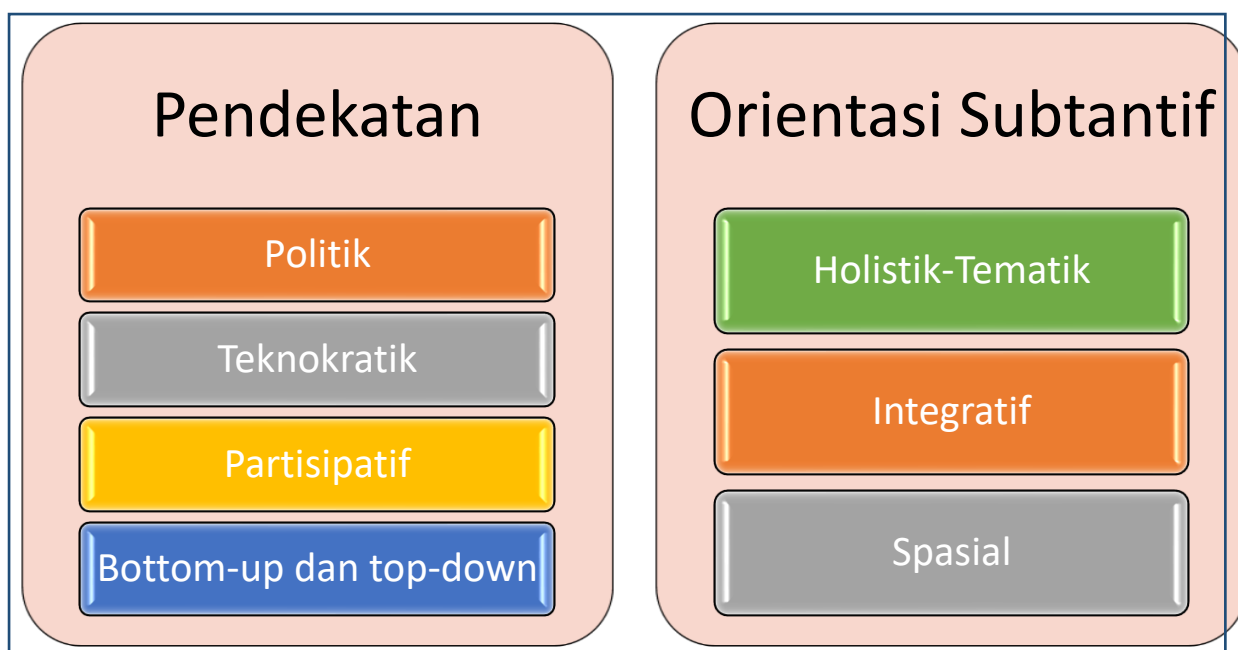 Pendekatan
Politik
Teknokratik
Partisipatif
Bottom-up dan top-down
Orientasi Subtantif
Holistik-Tematik
Integratif
Spasial